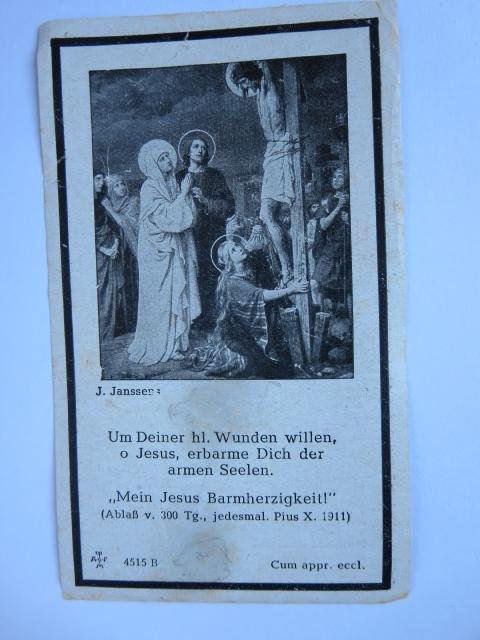 J. Janssens
Um Deiner hl. Wunden willen,
o Jesus, erbarme Dich der
armen Seelen.
„Mein Jesus Barmherzigkeit!"
(Ablaß v. 300 Tg., jedesmal. Pius X. 1911)
4515 B
Cum appr. eccl.